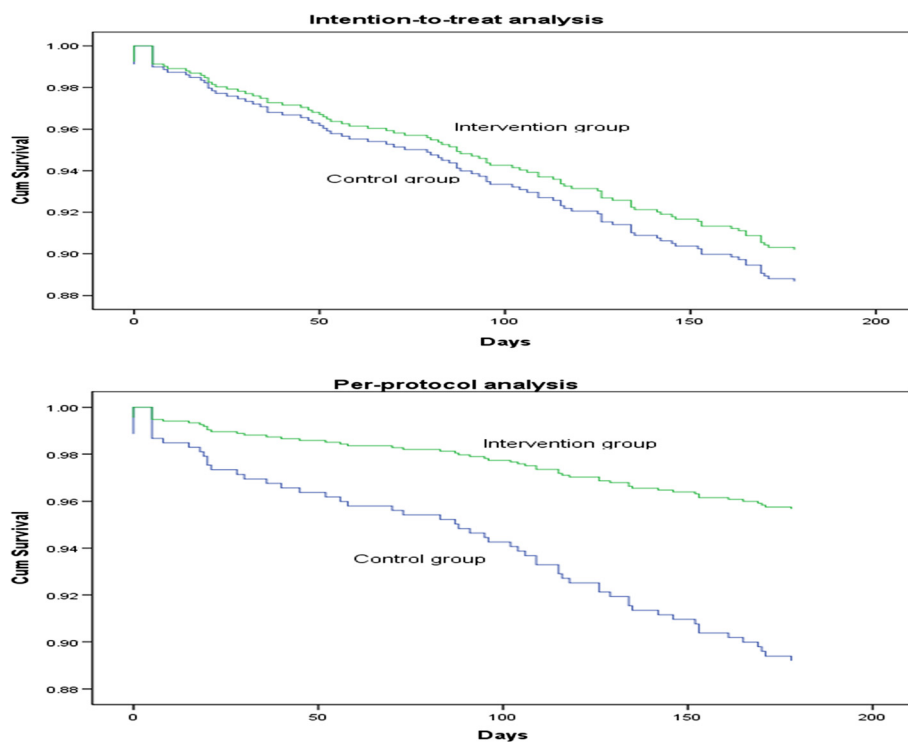 Intention-to-treat analysis
1.00
0.98
0.96
0.94
0.92
0.90
0.88
Cum Survival
Intervention group
Control group
0
50
100
150
200
Days
Per-protocol analysis
1.00
0.98
0.96
0.94
0.92
0.90
0.88
Cum Survival
Intervention group
Control group
0
50
100
150
200
Days